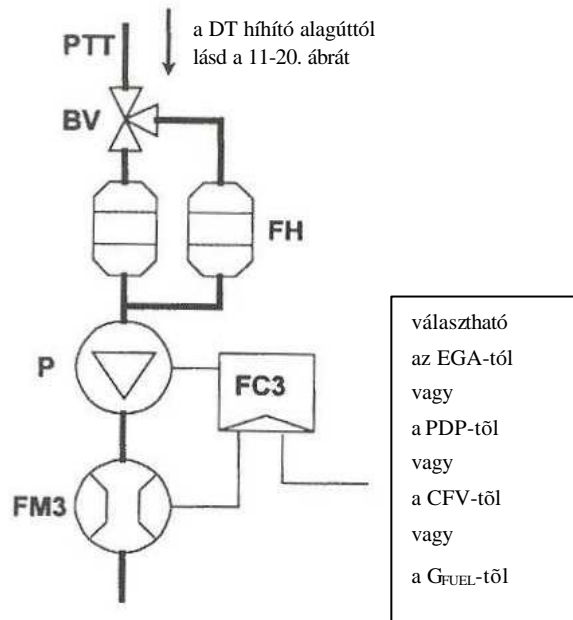 a DT híhító alagúttól
lásd a 11-20. ábrát
PTT
BV
FH
P
FC3
FM3
választható
az EGA-tól
vagy
a PDP-tõl
vagy
a CFV-tõl
vagy
a GFUEL-tõl